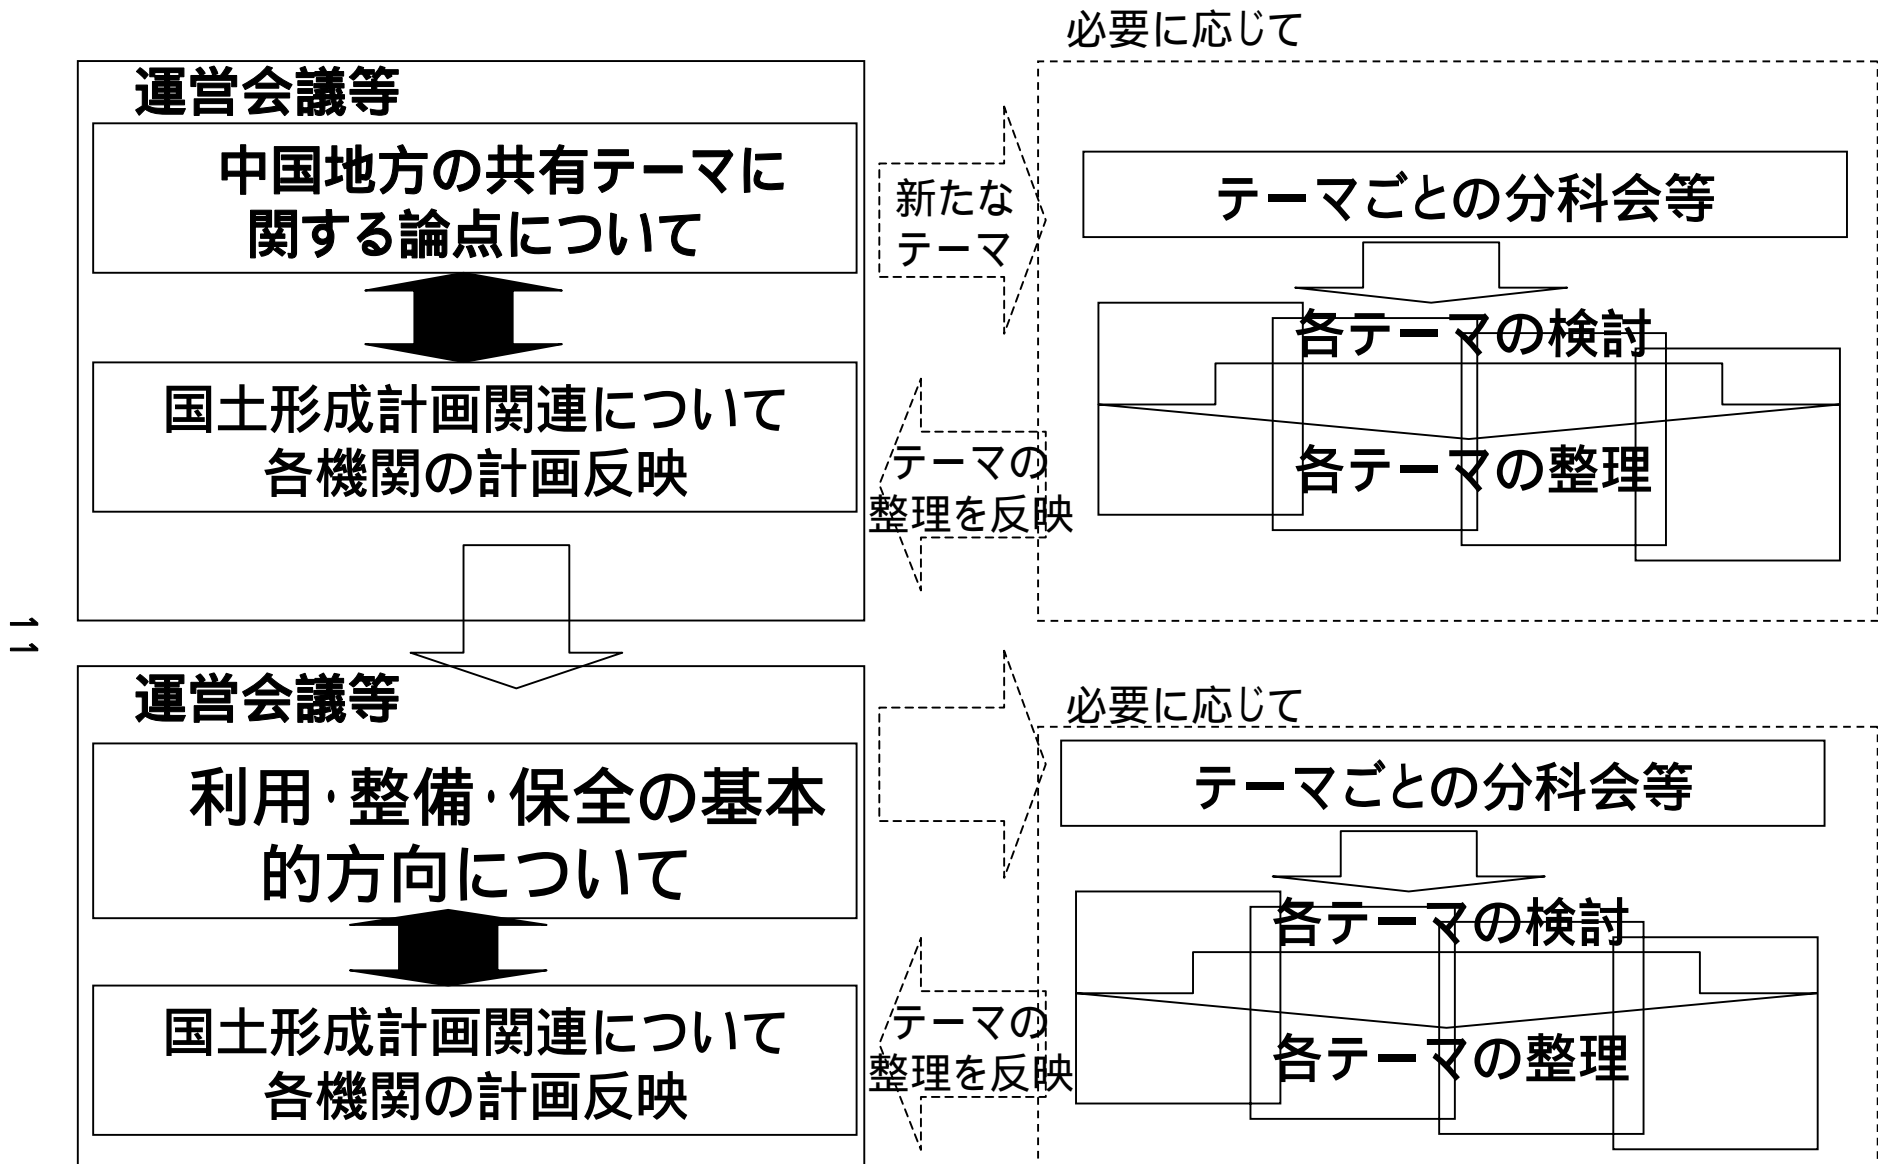 必要に応じて
運営会議等
中国地方の共有テーマに
関する論点について
新たな
テーマ
テーマごとの分科会等
各テーマの検討
国土形成計画関連について
各機関の計画反映
テーマの
整理を反映
各テーマの整理
11
運営会議等
必要に応じて
利用・整備・保全の基本
的方向について
テーマごとの分科会等
各テーマの検討
国土形成計画関連について
各機関の計画反映
テーマの
整理を反映
各テーマの整理